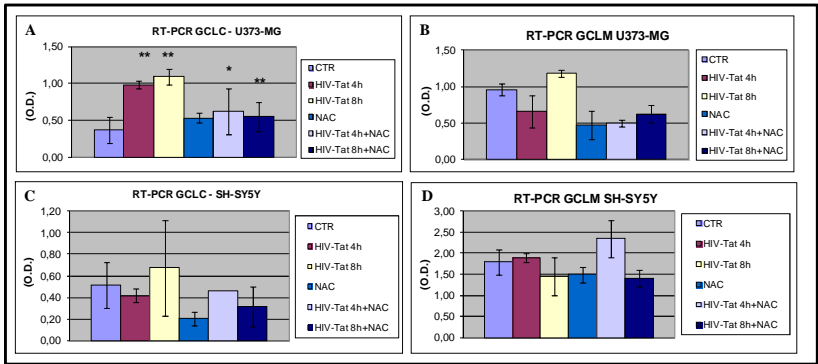 A
RT-PCR GCLC - U373-MG
(O.D.)
1,50
1,00
0,50
0,00
** ** * **
CTR
HIV-Tat 4h
HIV-Tat 8h
NAC
HIV-Tat 4h+NAC
HIV-Tat 8h+NAC
B
RT-PCR GCLM U373-MG
(O.D.)
1,50
1,00
0,50
0,00
CTR
HIV-Tat 4h
HIV-Tat 8h
NAC
HIV-Tat 4h+NAC
HIV-Tat 8h+NAC
C
RT-PCR GCLC - SH-SY5Y
(O.D.)
1,20
1,00
0,80
0,60
0,40
0,20
0,00
CTR
HIV-Tat 4h
HIV-Tat 8h
NAC
HIV-Tat 4h+NAC
HIV-Tat 8h+NAC
D
RT-PCR GCLM SH-SY5Y
(O.D.)
3,00
2,50
2,00
1,50
1,00
0,50
0,00
CTR
HIV-Tat 4h
HIV-Tat 8h
NAC
HIV-Tat 4h+NAC
HIV-Tat 8h+NAC